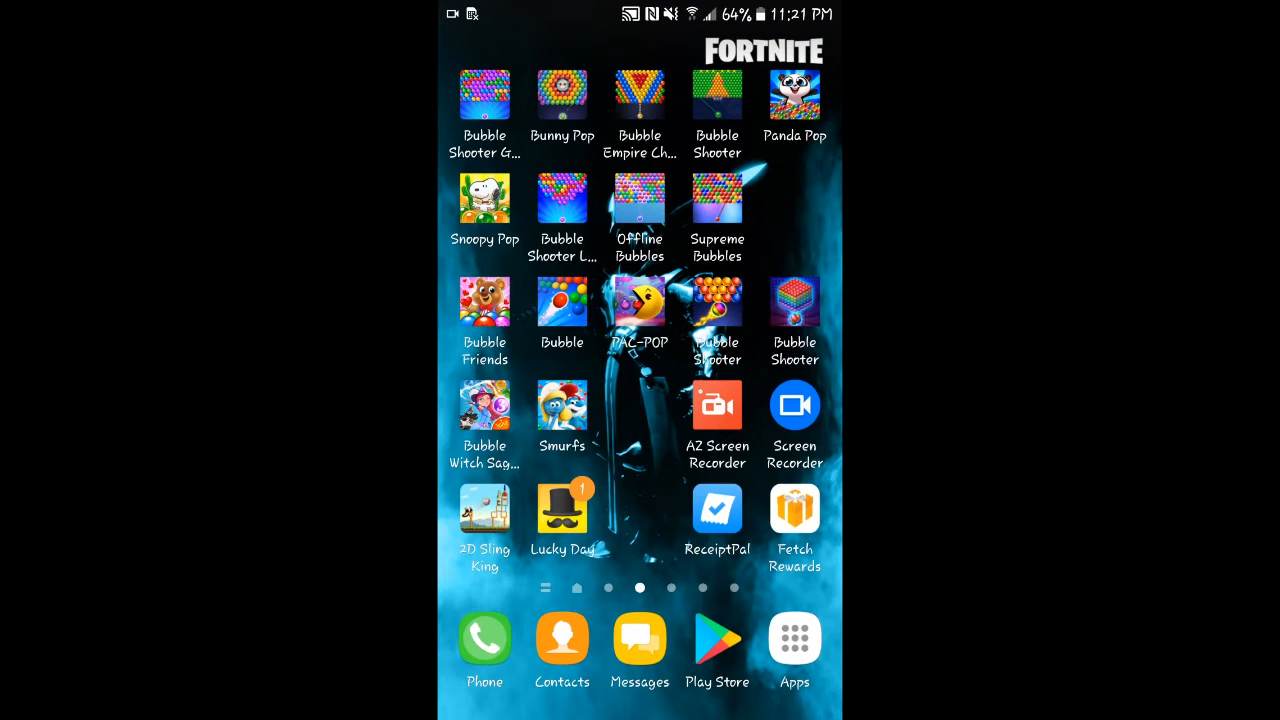 64% 11:21 PM
FORTNITE
Bubble Shooter G...
Bunny Pop
Bubble Empire Ch...
Bubble Shooter
Panda Pop
Snoopy Pop
Bubble Shooter L...
Offline Bubbles
Supreme Bubbles
Bubble Friends
Bubble
PAC-POP
Bubble Shooter
Bubble Shooter
Bubble Witch Sag...
Smurfs
AZ Screen Recorder
Screen Recorder
2D Sling King
1
Lucky Day
ReceiptPal
Fetch Rewards
Phone
Contacts
Messages
Play Store
Apps